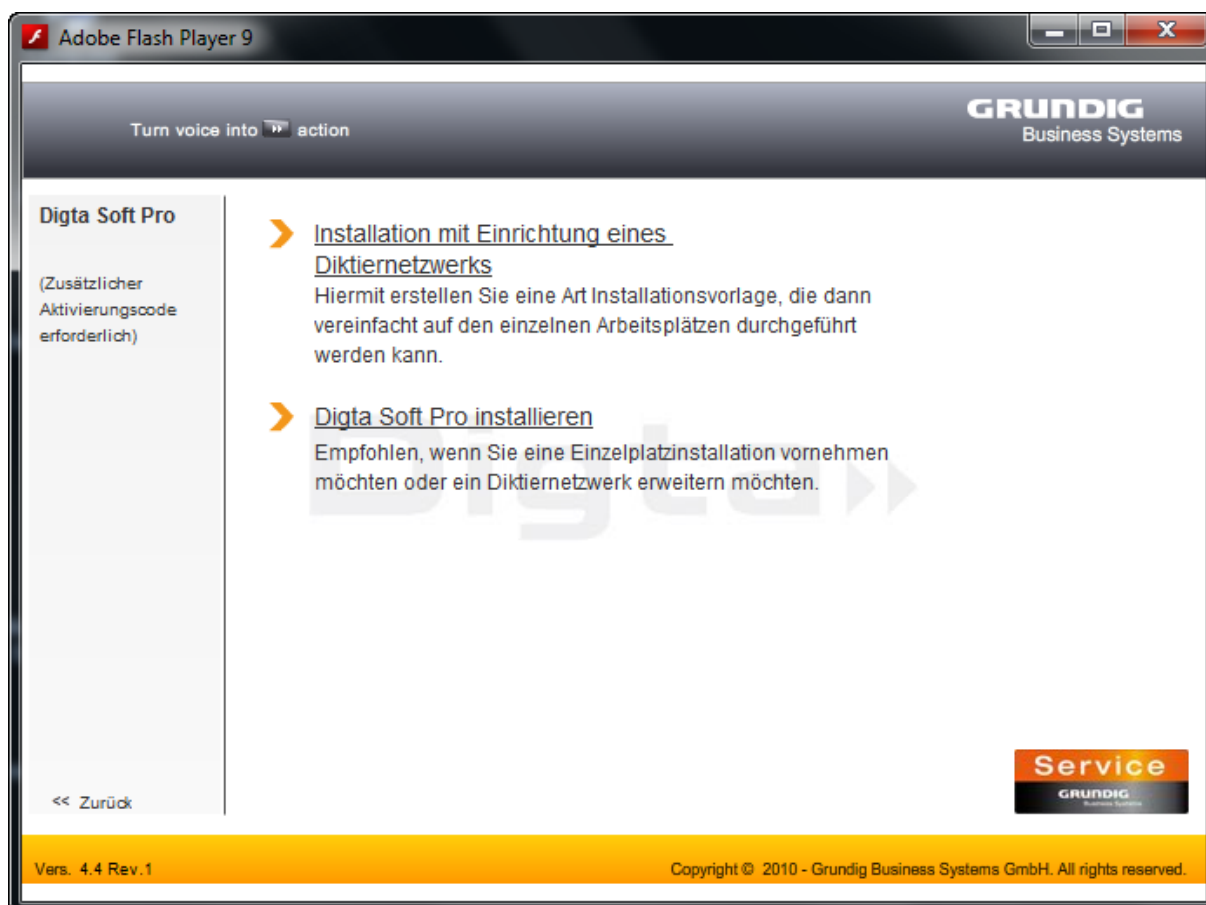 Adobe Flash Player 9
Turn voice into action
GRUNDIG
Business Systems
Digta Soft Pro
(Zusätzlicher
Aktivierungscode
erforderlich)
Installation mit Einrichtung eines
Diktiernetzwerks
Hiermit erstellen Sie eine Art Installationsvorlage, die dann
vereinfacht auf den einzelnen Arbeitsplätzen durchgeführt
werden kann.
Digta Soft Pro installieren
Empfohlen, wenn Sie eine Einzelplatzinstallation vornehmen
möchten oder ein Diktiernetzwerk erweitern möchten.
Digta
Service
GRUNDIG
Business Systems
<< Zurück
Vers. 4.4 Rev.1
Copyright © 2010 - Grundig Business Systems GmbH. All rights reserved.